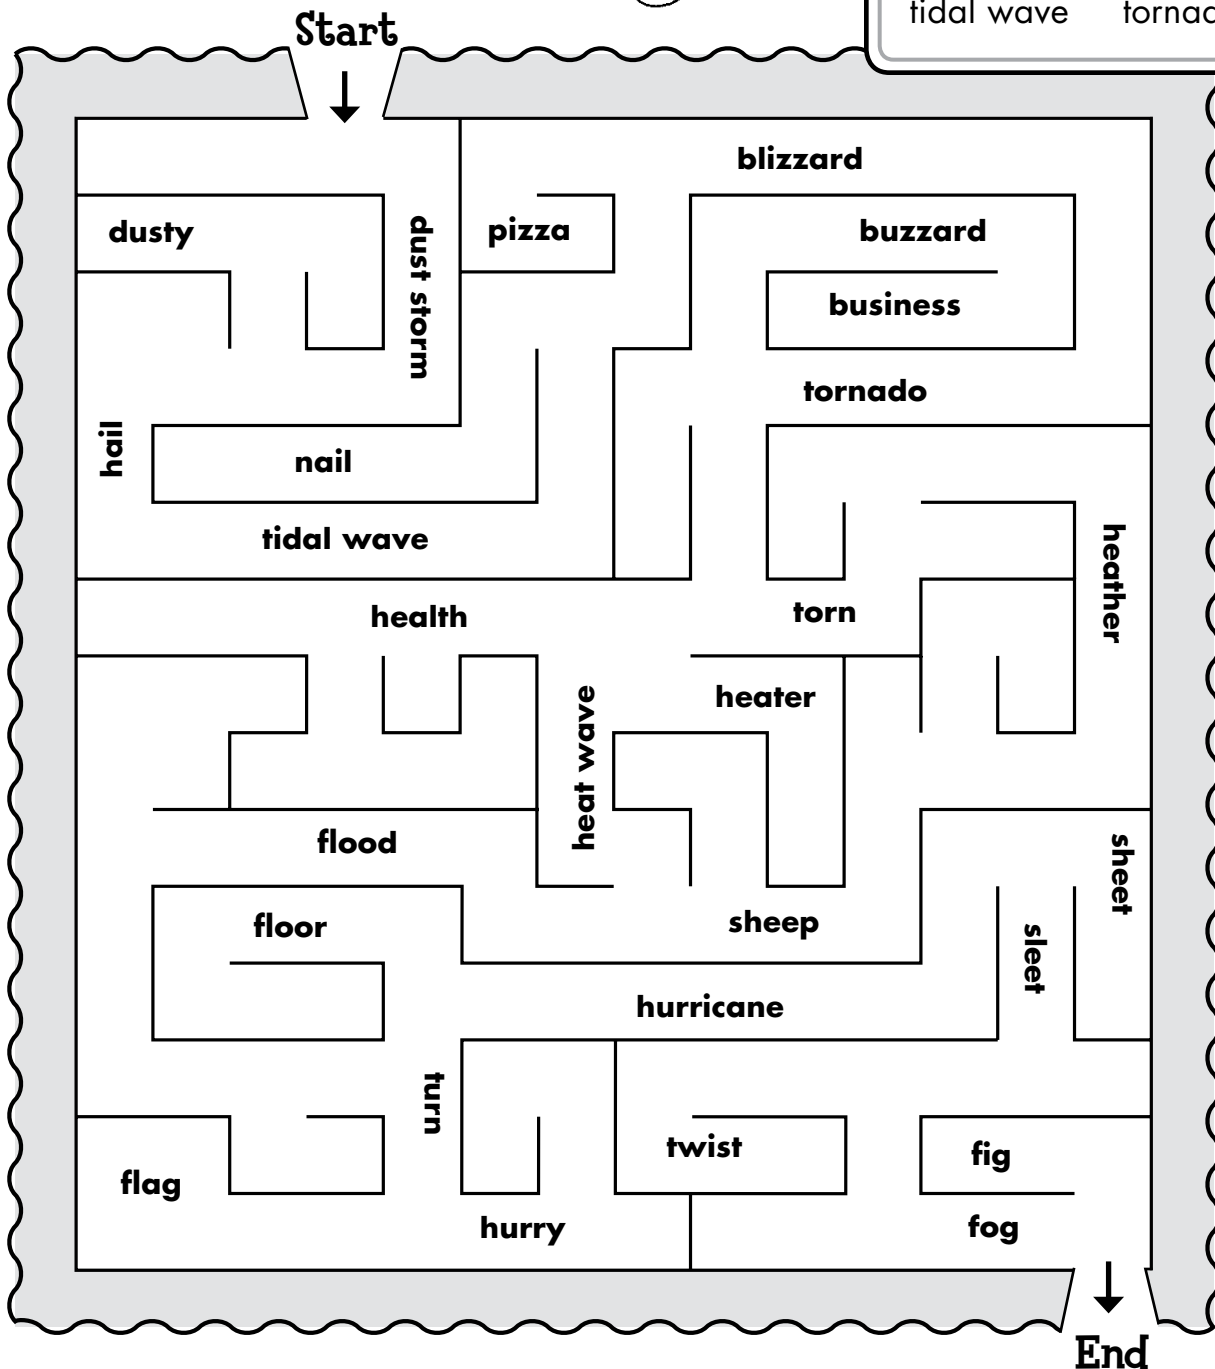 tidal wave
Start
blizzard
dusty
dust storm
pizza
buzzard
business
tornado
hail
nail
tidal wave
heather
health
torn
heater
heat wave
flood
sheet
floor
sheep
sleet
hurricane
turn
twist
fig
flag
hurry
fog
End